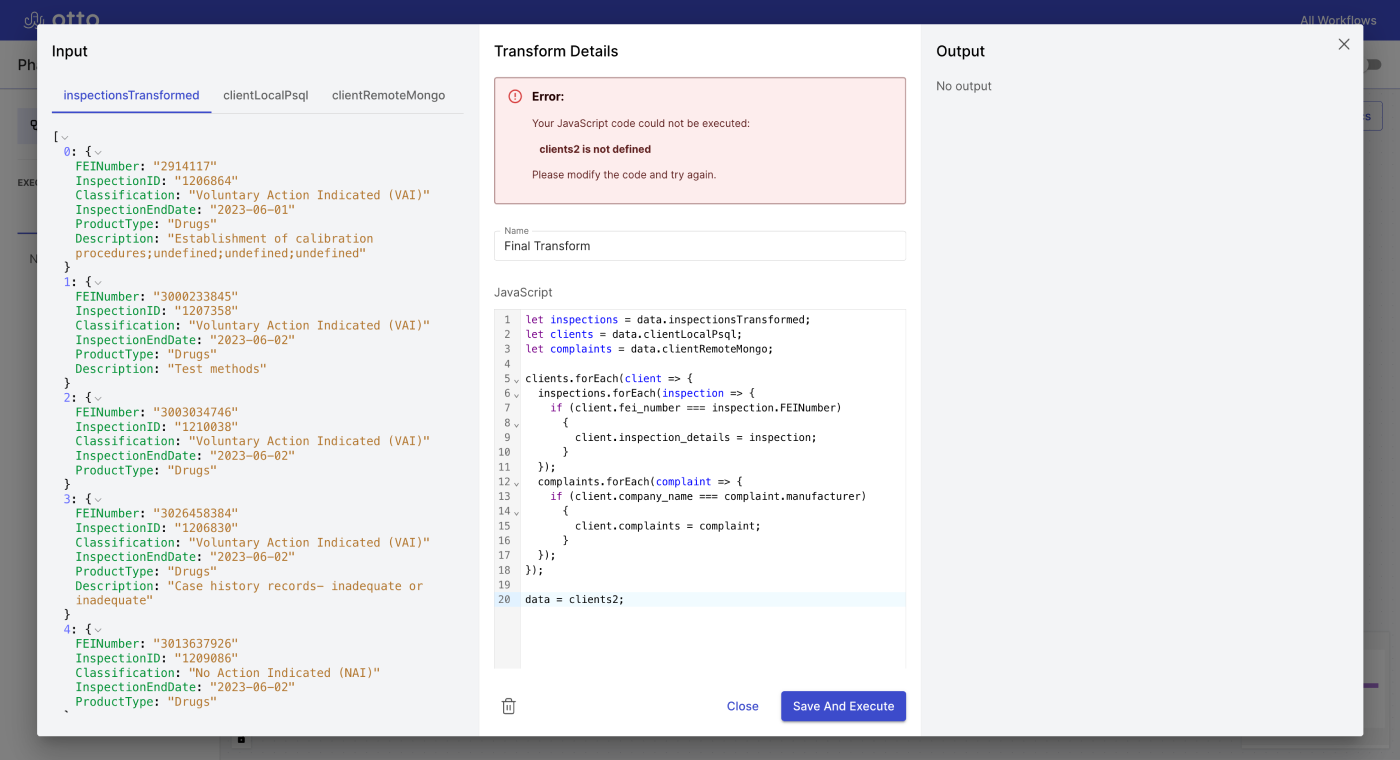 otto
All Workflows
Input
inspectionsTransformed
clientLocalPsql
clientRemoteMongo
[
0: {
FEINumber: "2914117"
InspectionID: "1206864"
Classification: "Voluntary Action Indicated (VAI)"
InspectionEndDate: "2023-06-01"
ProductType: "Drugs"
Description: "Establishment of calibration
procedures;undefined;undefined;undefined"
}
1: {
FEINumber: "3000233845"
InspectionID: "1207358"
Classification: "Voluntary Action Indicated (VAI)"
InspectionEndDate: "2023-06-02"
ProductType: "Drugs"
Description: "Test methods"
}
2: {
FEINumber: "3003034746"
InspectionID: "1210038"
Classification: "Voluntary Action Indicated (VAI)"
InspectionEndDate: "2023-06-02"
ProductType: "Drugs"
}
3: {
FEINumber: "3026458384"
InspectionID: "1206830"
Classification: "Voluntary Action Indicated (VAI)"
InspectionEndDate: "2023-06-02"
ProductType: "Drugs"
Description: "Case history records- inadequate or
inadequate"
}
4: {
FEINumber: "3013637926"
InspectionID: "1209086"
Classification: "No Action Indicated (NAI)"
InspectionEndDate: "2023-06-02"
ProductType: "Drugs"
Transform Details
Error:
Your JavaScript code could not be executed:
clients2 is not defined
Please modify the code and try again.
Name
Final Transform
JavaScript
1 let inspections = data.inspectionsTransformed;
2 let clients = data.clientLocalPsql;
3 let complaints = data.clientRemoteMongo;
4
5 clients.forEach(client => {
6 inspections.forEach(inspection => {
7 if (client.fei_number === inspection.FEINumber)
8 {
9 client.inspection_details = inspection;
10 }
11 });
12 complaints.forEach(complaint => {
13 if (client.company_name === complaint.manufacturer)
14 {
15 client.complaints = complaint;
16 }
17 });
18 });
19
20 data = clients2;
Close
Save And Execute
Output
No output